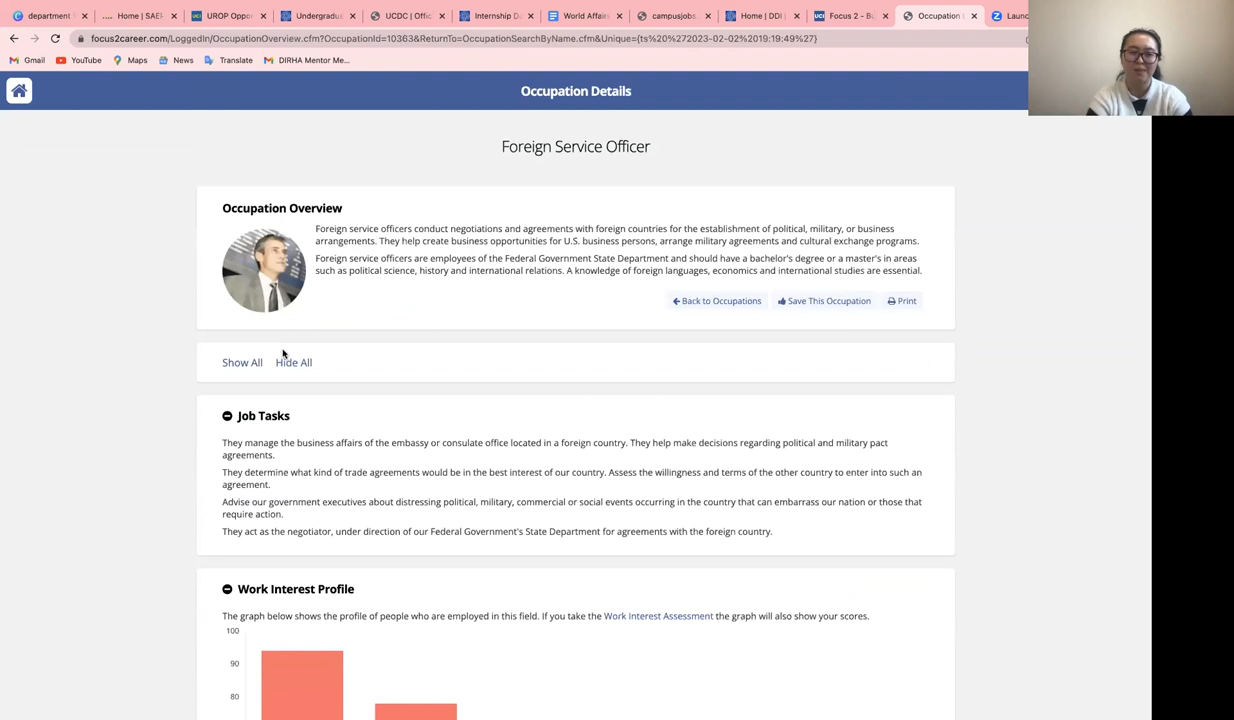 department
Home | SAEP
UROP Oppor
Undergradu
UCDC | Offic
Internship Da
World Affairs
campusjobs.
Home | DDI |
Focus 2 - B
Occupation
Launc
focus2career.com/LoggedIn/OccupationOverview.cfm?OccupationId=10363&ReturnTo=OccupationSearchByName.cfm&Unique={ts%20%272023-02-02%2019:19:49%27}
Gmail
YouTube
Maps
News
Translate
DIRHA Mentor Me...
Occupation Details
Foreign Service Officer
Occupation Overview
Foreign service officers conduct negotiations and agreements with foreign countries for the establishment of political, military, or business
arrangements. They help create business opportunities for U.S. business persons, arrange military agreements and cultural exchange programs.
Foreign service officers are employees of the Federal Government State Department and should have a bachelor's degree or a master's in areas
such as political science, history and international relations. A knowledge of foreign languages, economics and international studies are essential.
Back to Occupations Save This Occupation Print
Show All Hide All
Job Tasks
They manage the business affairs of the embassy or consulate office located in a foreign country. They help make decisions regarding political and military pact
agreements.
They determine what kind of trade agreements would be in the best interest of our country. Assess the willingness and terms of the other country to enter into such an
agreement.
Advise our government executives about distressing political, military, commercial or social events occurring in the country that can embarrass our nation or those that
require action.
They act as the negotiator, under direction of our Federal Government's State Department for agreements with the foreign country.
Work Interest Profile
The graph below shows the profile of people who are employed in this field. If you take the Work Interest Assessment the graph will also show your scores.
100
90
80